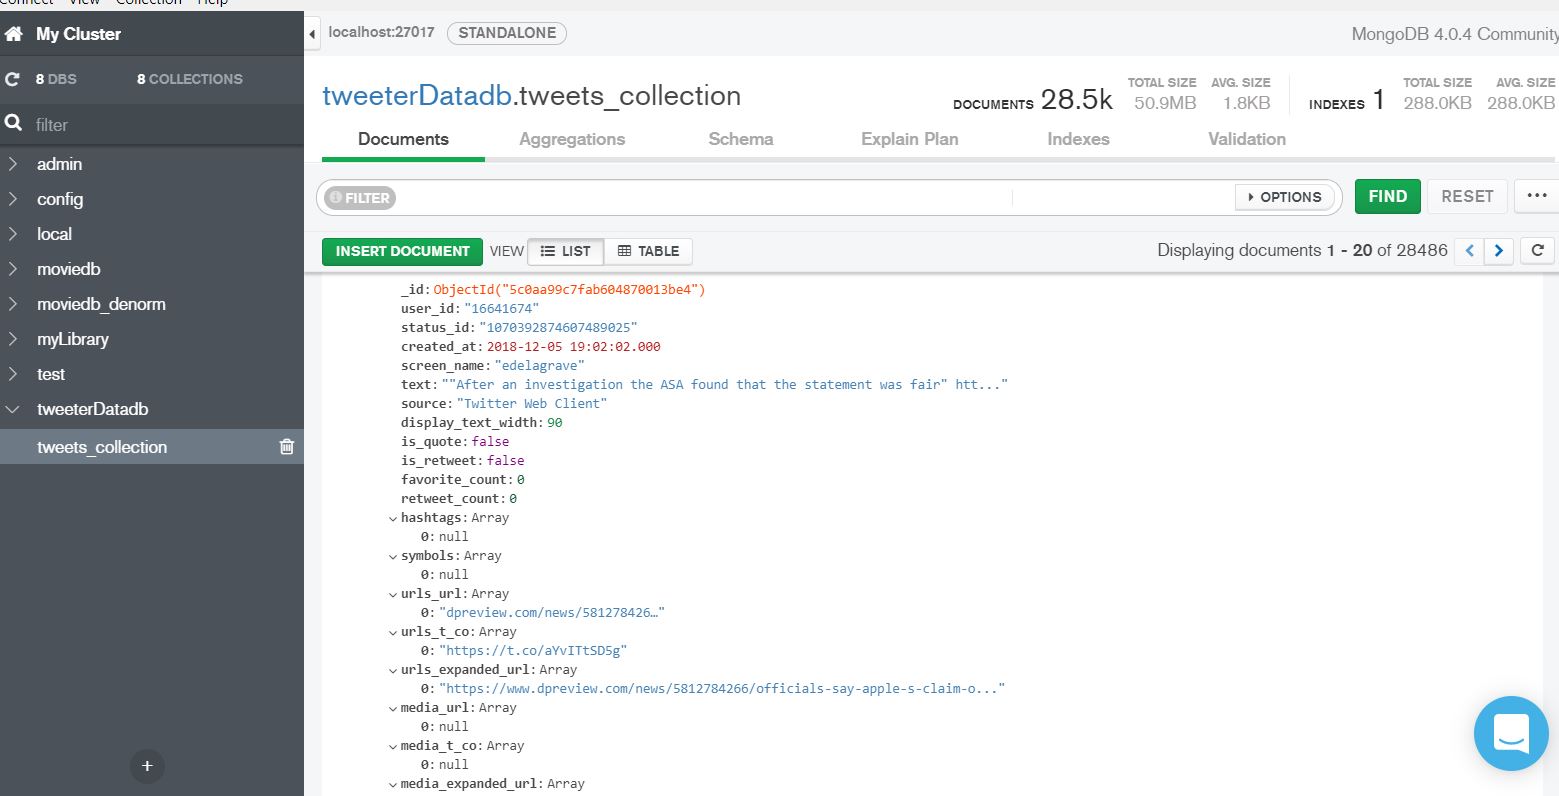 Connect View Collection Help
My Cluster
8 DBS 8 COLLECTIONS
filter
admin
config
local
moviedb
moviedb_denorm
myLibrary
test
tweeterDatadb
tweets_collection
+
localhost:27017 STANDALONE MongoDB 4.0.4 Community
tweeterDatadb.tweets_collection
DOCUMENTS 28.5k TOTAL SIZE 50.9MB AVG. SIZE 1.8KB INDEXES 1 TOTAL SIZE 288.0KB AVG. SIZE 288.0KB
Documents Aggregations Schema Explain Plan Indexes Validation
FILTER OPTIONS FIND RESET ...
INSERT DOCUMENT VIEW LIST TABLE Displaying documents 1 - 20 of 28486
_id: ObjectId("5c0aa99c7fab604870013be4")
user_id: "16641674"
status_id: "1070392874607489025"
created_at: 2018-12-05 19:02:02.000
screen_name: "edelagrave"
text: ""After an investigation the ASA found that the statement was fair" htt..."
source: "Twitter Web Client"
display_text_width: 90
is_quote: false
is_retweet: false
favorite_count: 0
retweet_count: 0
hashtags: Array
0: null
symbols: Array
0: null
urls_url: Array
0: "dpreview.com/news/581278426…"
urls_t_co: Array
0: "https://t.co/aYvITtSD5g"
urls_expanded_url: Array
0: "https://www.dpreview.com/news/5812784266/officials-say-apple-s-claim-o..."
media_url: Array
0: null
media_t_co: Array
0: null
media_expanded_url: Array